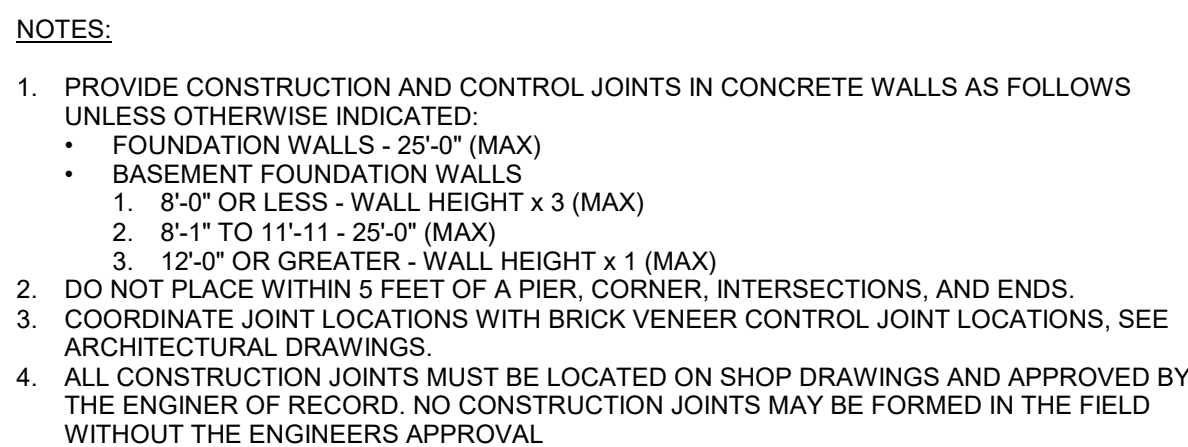 NOTES:
1. PROVIDE CONSTRUCTION AND CONTROL JOINTS IN CONCRETE WALLS AS FOLLOWS
UNLESS OTHERWISE INDICATED:
• FOUNDATION WALLS - 25'-0" (MAX)
• BASEMENT FOUNDATION WALLS
1. 8'-0" OR LESS - WALL HEIGHT x 3 (MAX)
2. 8'-1" TO 11'-11 - 25'-0" (MAX)
3. 12'-0" OR GREATER - WALL HEIGHT x 1 (MAX)
2. DO NOT PLACE WITHIN 5 FEET OF A PIER, CORNER, INTERSECTIONS, AND ENDS.
3. COORDINATE JOINT LOCATIONS WITH BRICK VENEER CONTROL JOINT LOCATIONS, SEE
ARCHITECTURAL DRAWINGS.
4. ALL CONSTRUCTION JOINTS MUST BE LOCATED ON SHOP DRAWINGS AND APPROVED BY
THE ENGINER OF RECORD. NO CONSTRUCTION JOINTS MAY BE FORMED IN THE FIELD
WITHOUT THE ENGINEERS APPROVAL